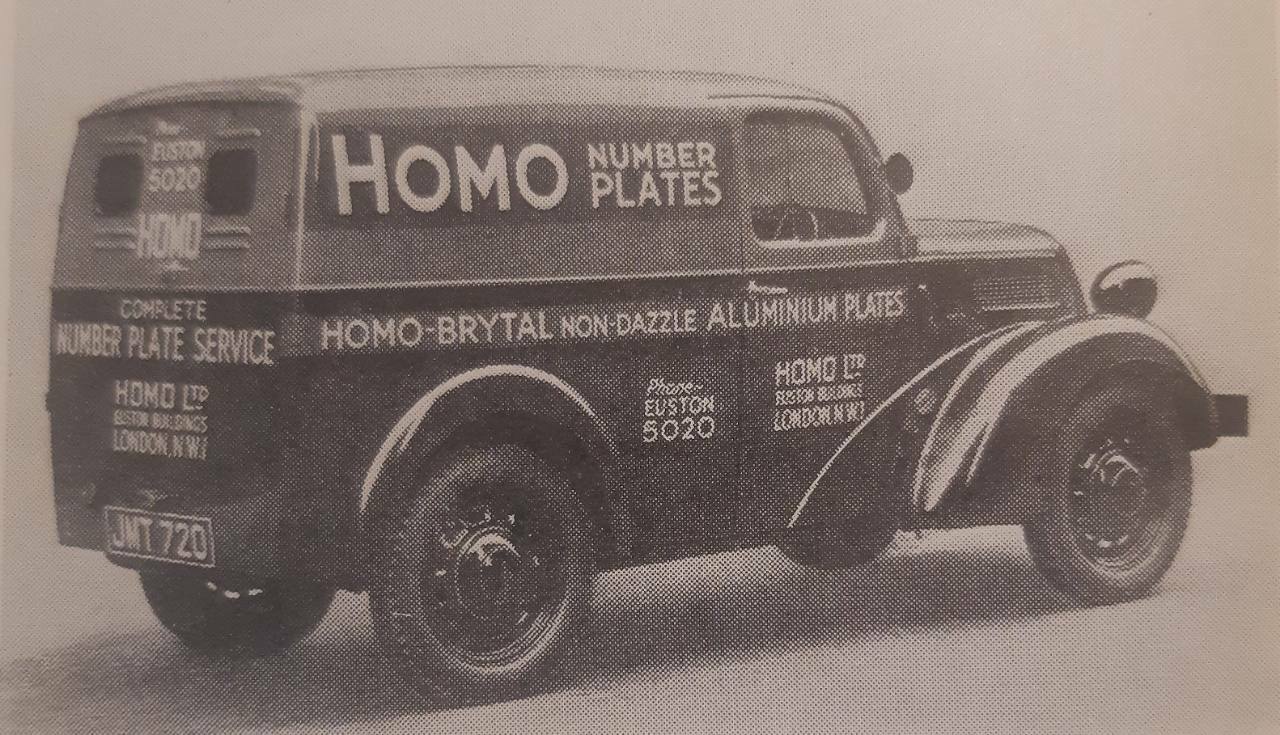 Phone
EUSTON
5020
HOMO
COMPLETE
NUMBER PLATE SERVICE
HOMO LTD
EUSTON BUILDINGS
LONDON, N.W.1
JMT 720
HOMO NUMBER PLATES
HOMO-BRYTAL NON-DAZZLE ALUMINIUM PLATES
Phone-
EUSTON
5020
HOMO LTD
EUSTON BUILDINGS
LONDON, N.W.1